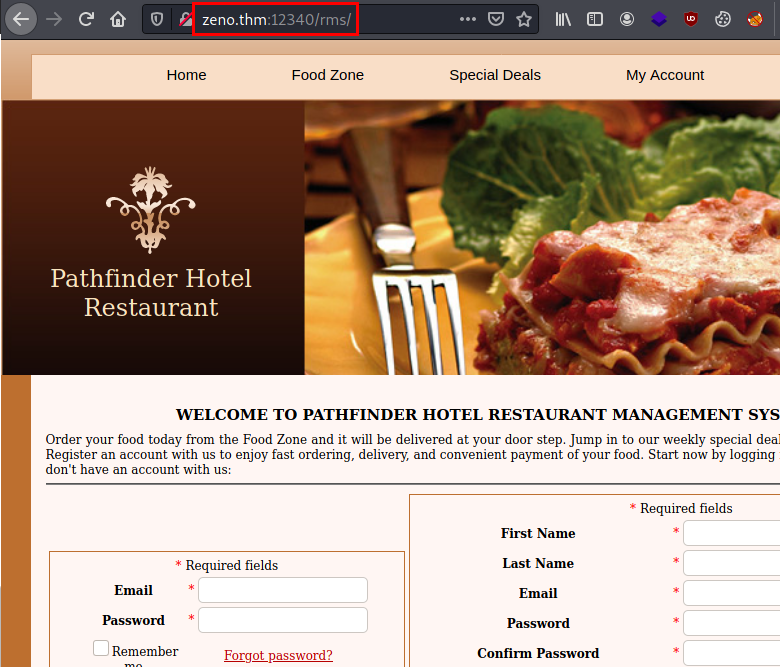 zeno.thm:12340/rms/
Home Food Zone Special Deals My Account
Pathfinder Hotel
Restaurant
WELCOME TO PATHFINDER HOTEL RESTAURANT MANAGEMENT SYS
Order your food today from the Food Zone and it will be delivered at your door step. Jump in to our weekly special deal
Register an account with us to enjoy fast ordering, delivery, and convenient payment of your food. Start now by logging
don't have an account with us:
* Required fields
Email *
Password *
Remember
me
Forgot password?
* Required fields
First Name *
Last Name *
Email *
Password *
Confirm Password *